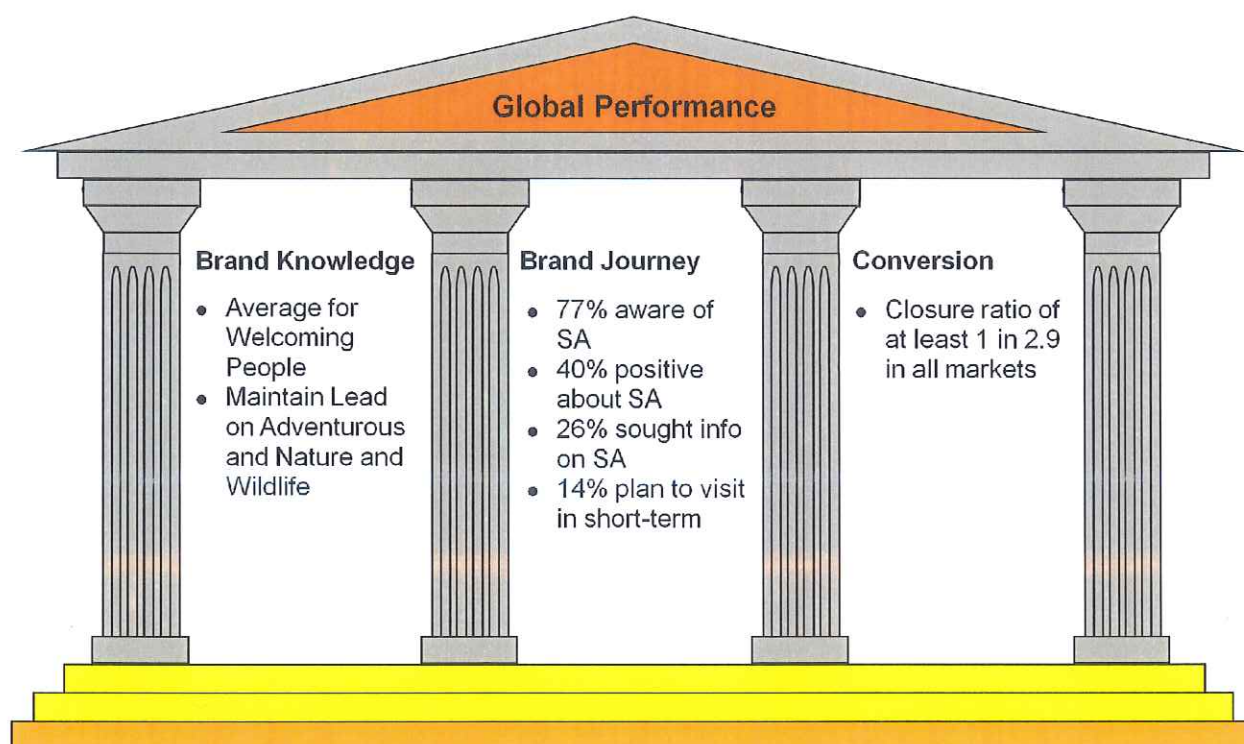 Global Performance
Brand Knowledge
• Average for
Welcoming
People
• Maintain Lead
on Adventurous
and Nature and
Wildlife
Brand Journey
• 77% aware of
SA
• 40% positive
about SA
• 26% sought info
on SA
• 14% plan to visit
in short-term
Conversion
• Closure ratio of
at least 1 in 2.9
in all markets